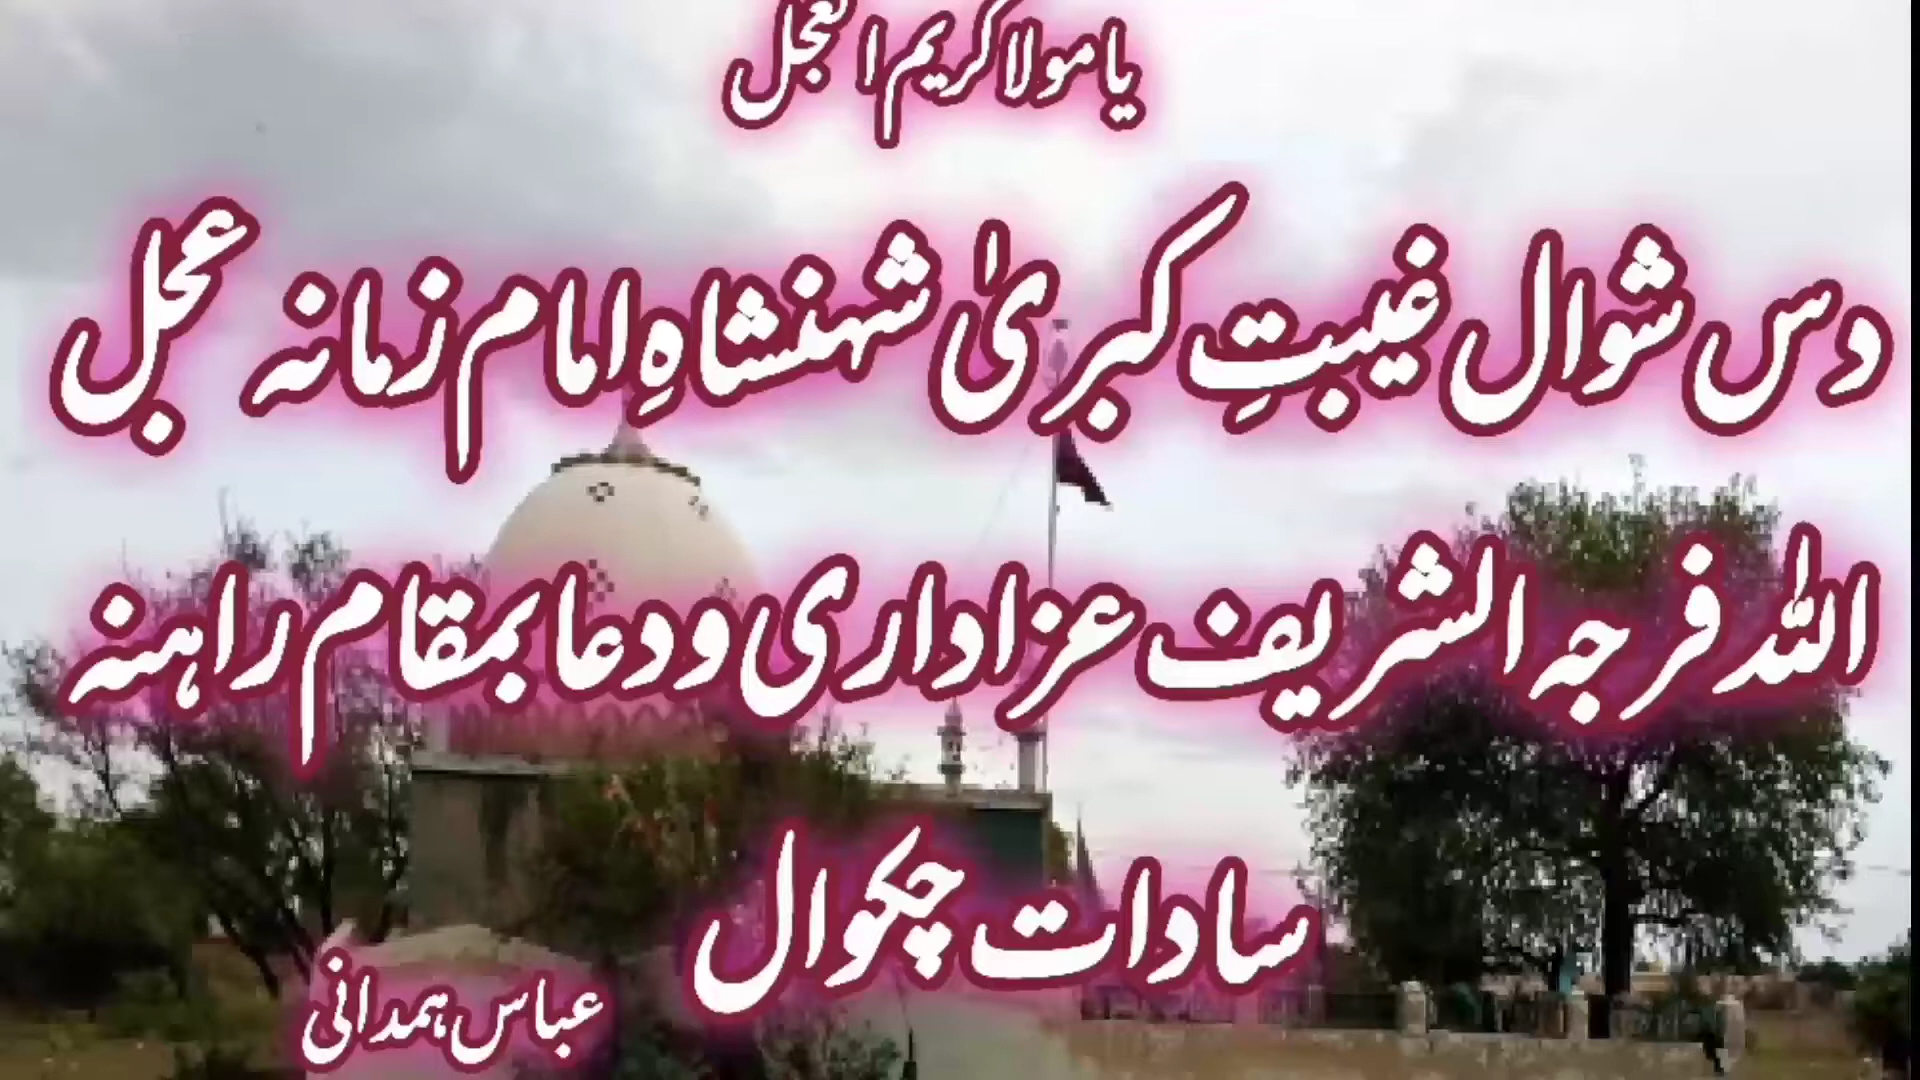 یا مولا کریم العجل
دس شوال غیبتِ کبریٰ شہنشاہِ امام زمانہ عجل
اللہ فرجہ الشریف عزاداری و دعا بمقام راہنہ
سادات چکوال
عباس ہمدانی